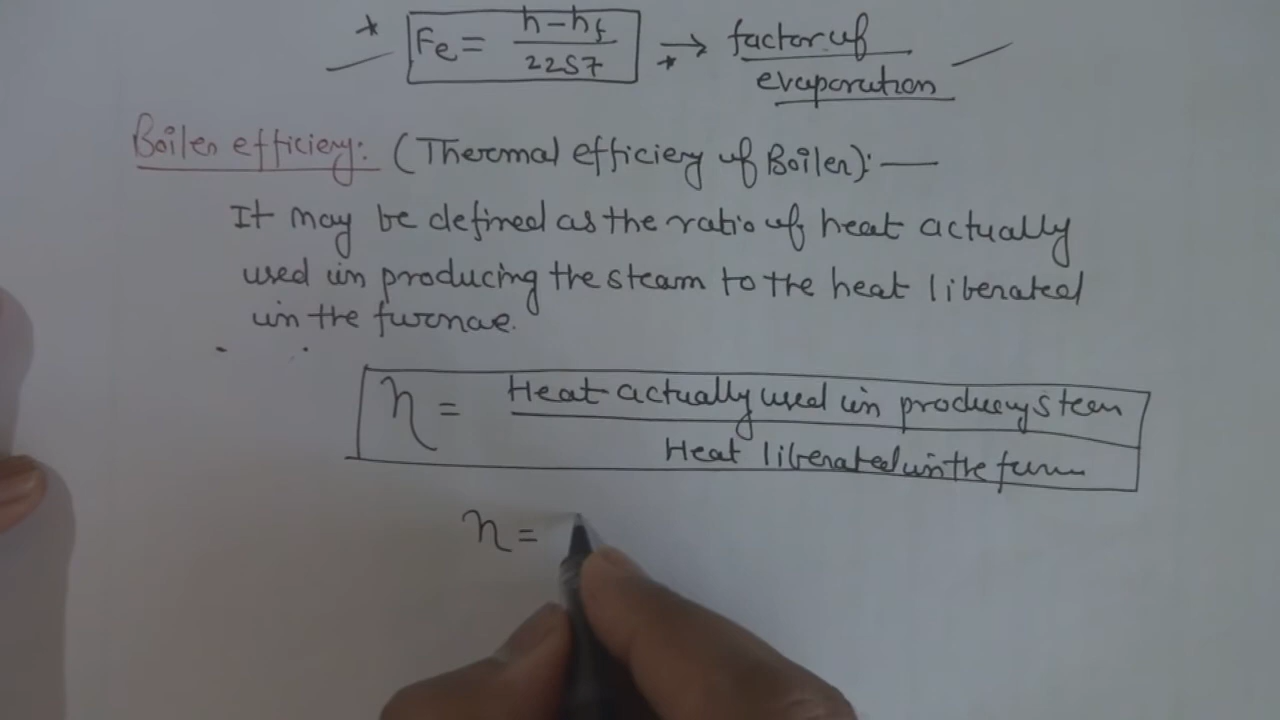 * Fe = h-hf / 2257 → * factor of
evaporation
Boiler efficiery: (Thermal efficiery of Boiler):—
It may be defined as the ratio of heat actually
used in producing the steam to the heat liberated
in the furnace.
η = Heat actually used in producing steam
Heat liberated in the furn
η =